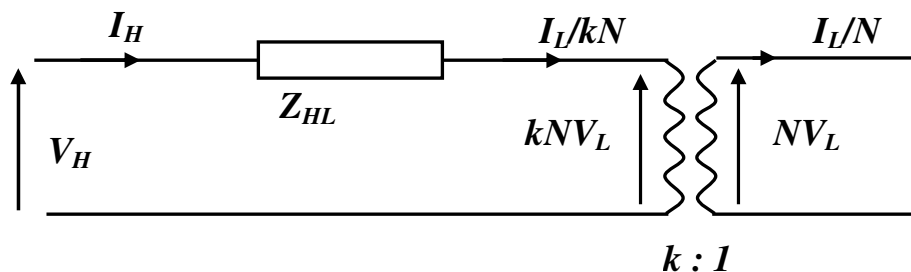 I_H I_L/kN I_L/N
Z_HL
V_H kNV_L NV_L
k : 1